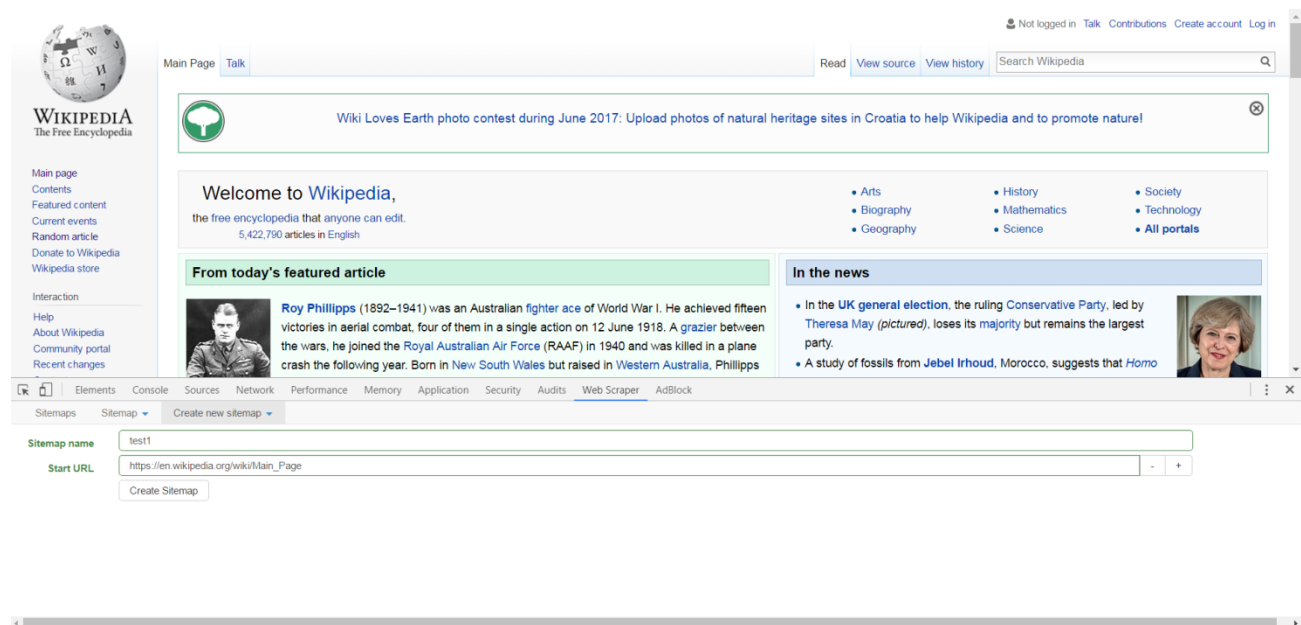 Not logged in Talk Contributions Create account Log in
Main Page Talk Read View source View history Search Wikipedia
WIKIPEDIA
The Free Encyclopedia
Wiki Loves Earth photo contest during June 2017: Upload photos of natural heritage sites in Croatia to help Wikipedia and to promote nature!
Main page
Contents
Featured content
Current events
Random article
Donate to Wikipedia
Wikipedia store
Interaction
Help
About Wikipedia
Community portal
Recent changes
Welcome to Wikipedia,
the free encyclopedia that anyone can edit.
5,422,790 articles in English
• Arts
• Biography
• Geography
• History
• Mathematics
• Science
• Society
• Technology
• All portals
From today's featured article
Roy Phillipps (1892–1941) was an Australian fighter ace of World War I. He achieved fifteen
victories in aerial combat, four of them in a single action on 12 June 1918. A grazier between
the wars, he joined the Royal Australian Air Force (RAAF) in 1940 and was killed in a plane
crash the following year. Born in New South Wales but raised in Western Australia, Phillipps
In the news
• In the UK general election, the ruling Conservative Party, led by
Theresa May (pictured), loses its majority but remains the largest
party.
• A study of fossils from Jebel Irhoud, Morocco, suggests that Homo
Elements Console Sources Network Performance Memory Application Security Audits Web Scraper AdBlock
Sitemaps Sitemap Create new sitemap
Sitemap name test1
Start URL https://en.wikipedia.org/wiki/Main_Page - +
Create Sitemap